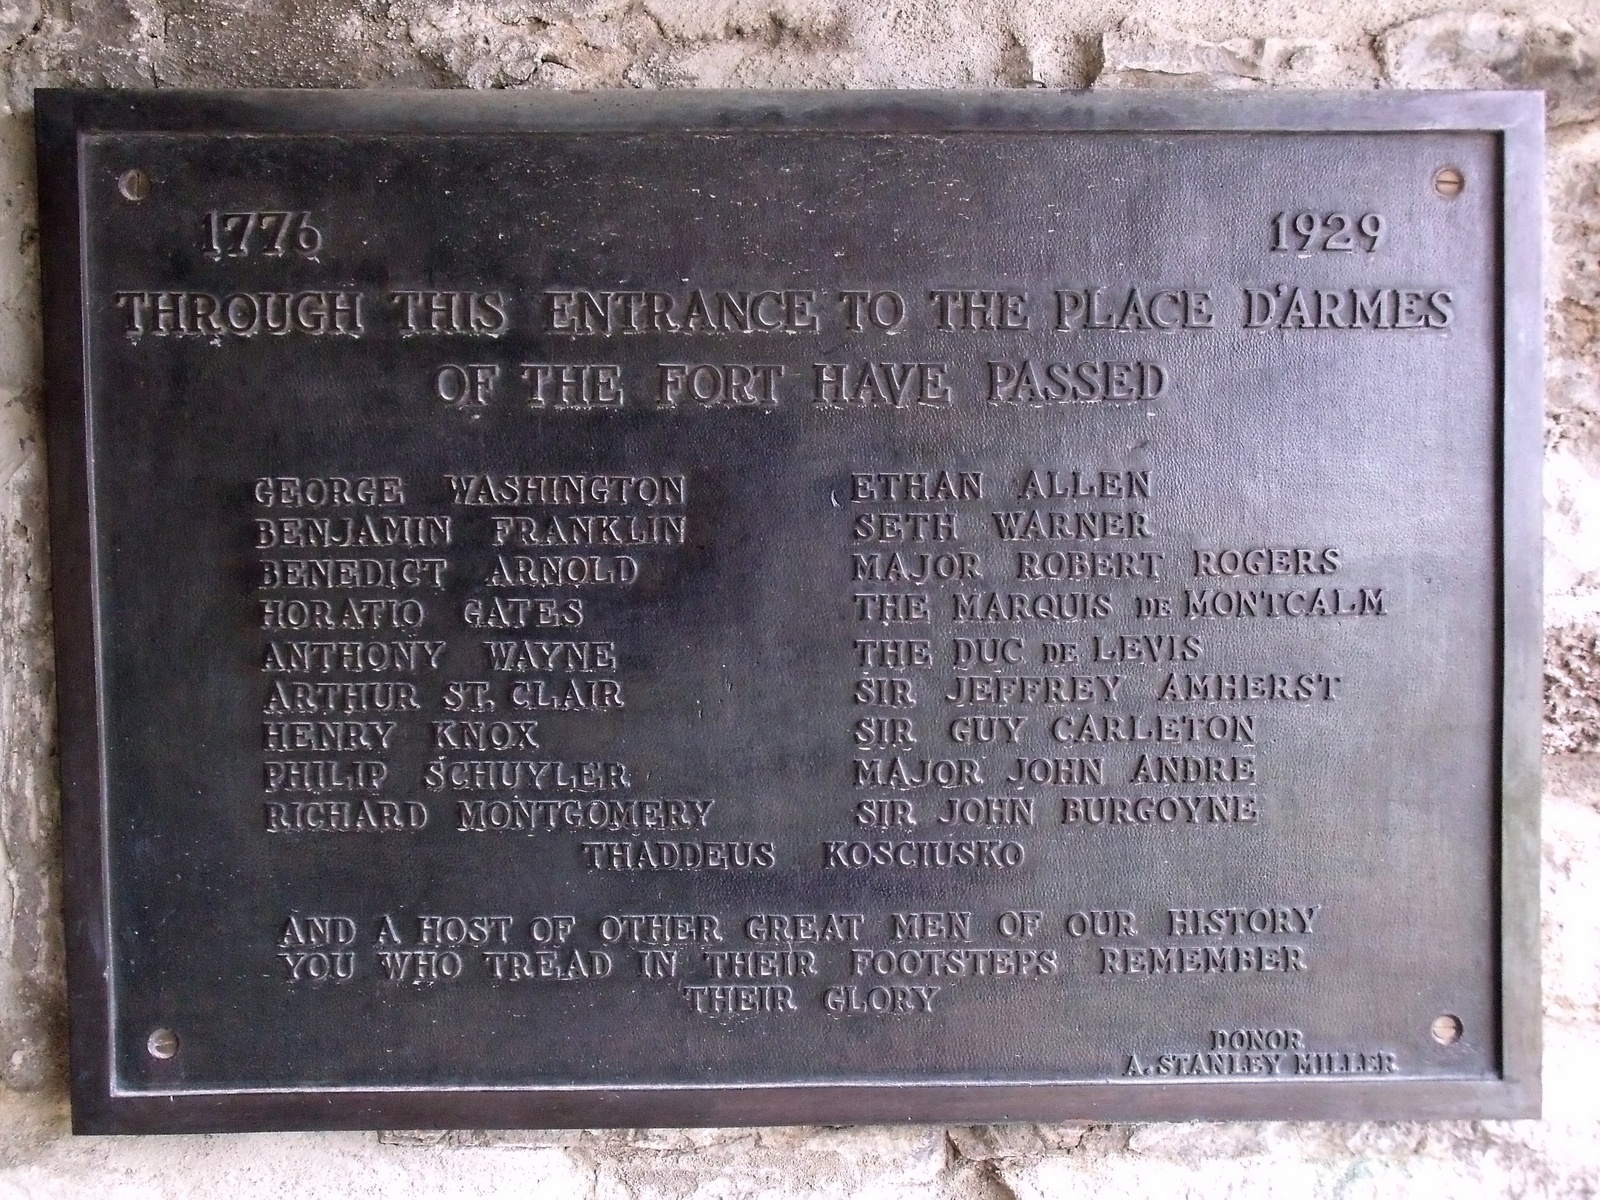 1776 1929
THROUGH THIS ENTRANCE TO THE PLACE D'ARMES
OF THE FORT HAVE PASSED
GEORGE WASHINGTON
BENJAMIN FRANKLIN
BENEDICT ARNOLD
HORATIO GATES
ANTHONY WAYNE
ARTHUR ST. CLAIR
HENRY KNOX
PHILIP SCHUYLER
RICHARD MONTGOMERY
ETHAN ALLEN
SETH WARNER
MAJOR ROBERT ROGERS
THE MARQUIS DE MONTCALM
THE DUC DE LEVIS
SIR JEFFREY AMHERST
SIR GUY CARLETON
MAJOR JOHN ANDRE
SIR JOHN BURGOYNE
THADDEUS KOSCIUSKO
AND A HOST OF OTHER GREAT MEN OF OUR HISTORY
YOU WHO TREAD IN THEIR FOOTSTEPS REMEMBER
THEIR GLORY
DONOR
A. STANLEY MILLER